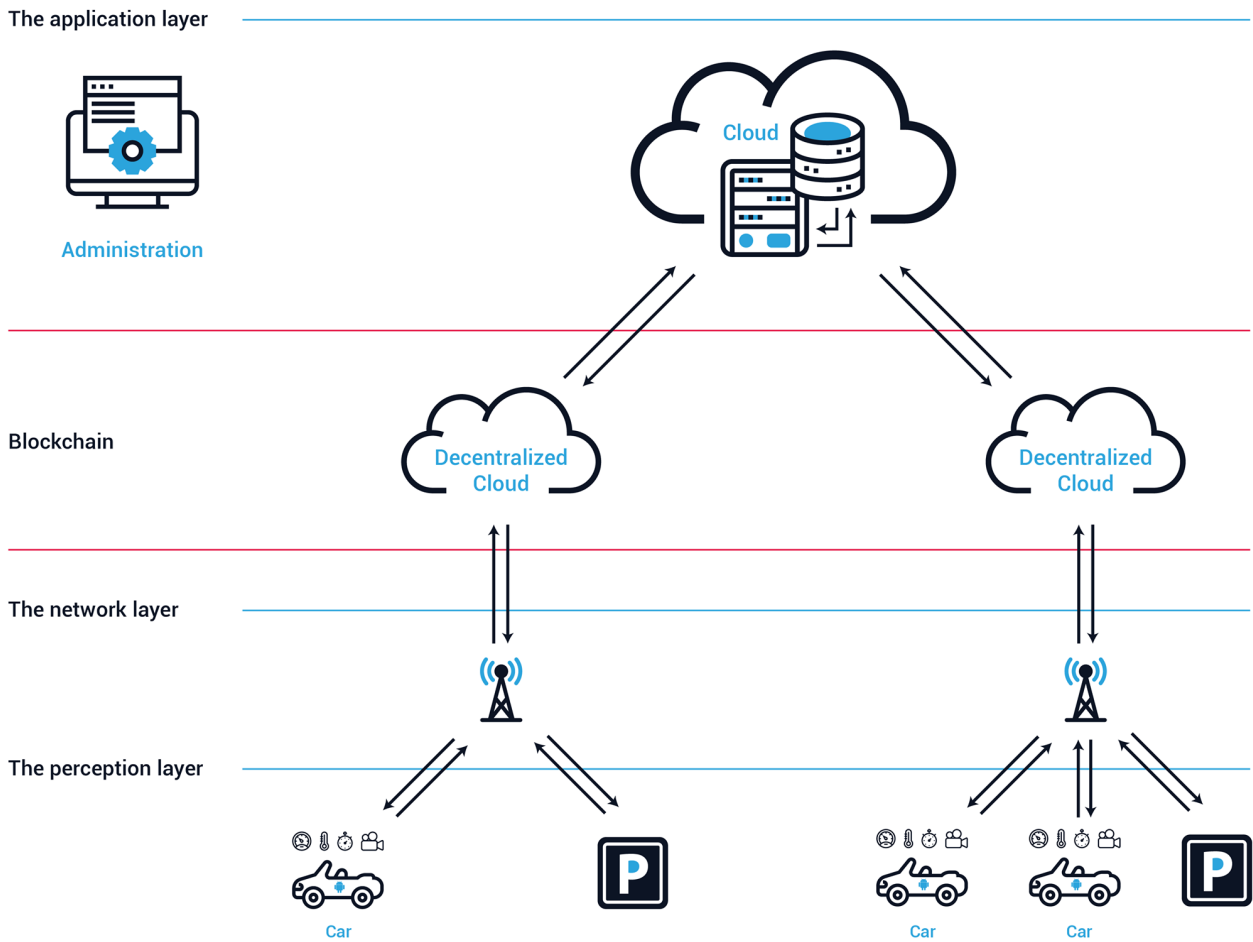 The application layer
Cloud
Administration
Blockchain
Decentralized
Cloud
Decentralized
Cloud
The network layer
The perception layer
P
P
Car
Car
Car